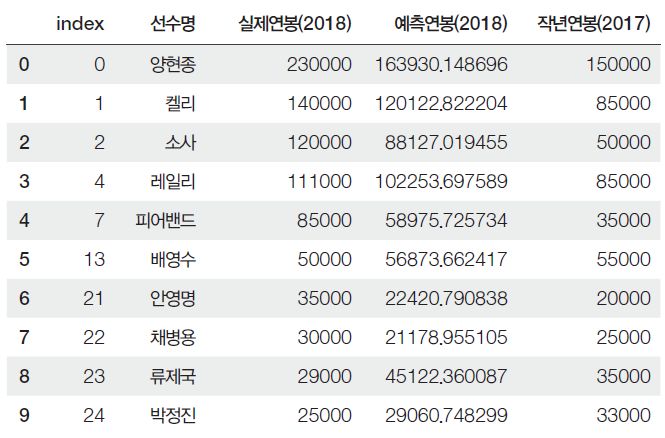 index 선수명 실제연봉(2018) 예측연봉(2018) 작년연봉(2017)
0 0 양현종 230000 163930.148696 150000
1 1 켈리 140000 120122.822204 85000
2 2 소사 120000 88127.019455 50000
3 4 레일리 111000 102253.697589 85000
4 7 피어밴드 85000 58975.725734 35000
5 13 배영수 50000 56873.662417 55000
6 21 안영명 35000 22420.790838 20000
7 22 채병용 30000 21178.955105 25000
8 23 류제국 29000 45122.360087 35000
9 24 박정진 25000 29060.748299 33000